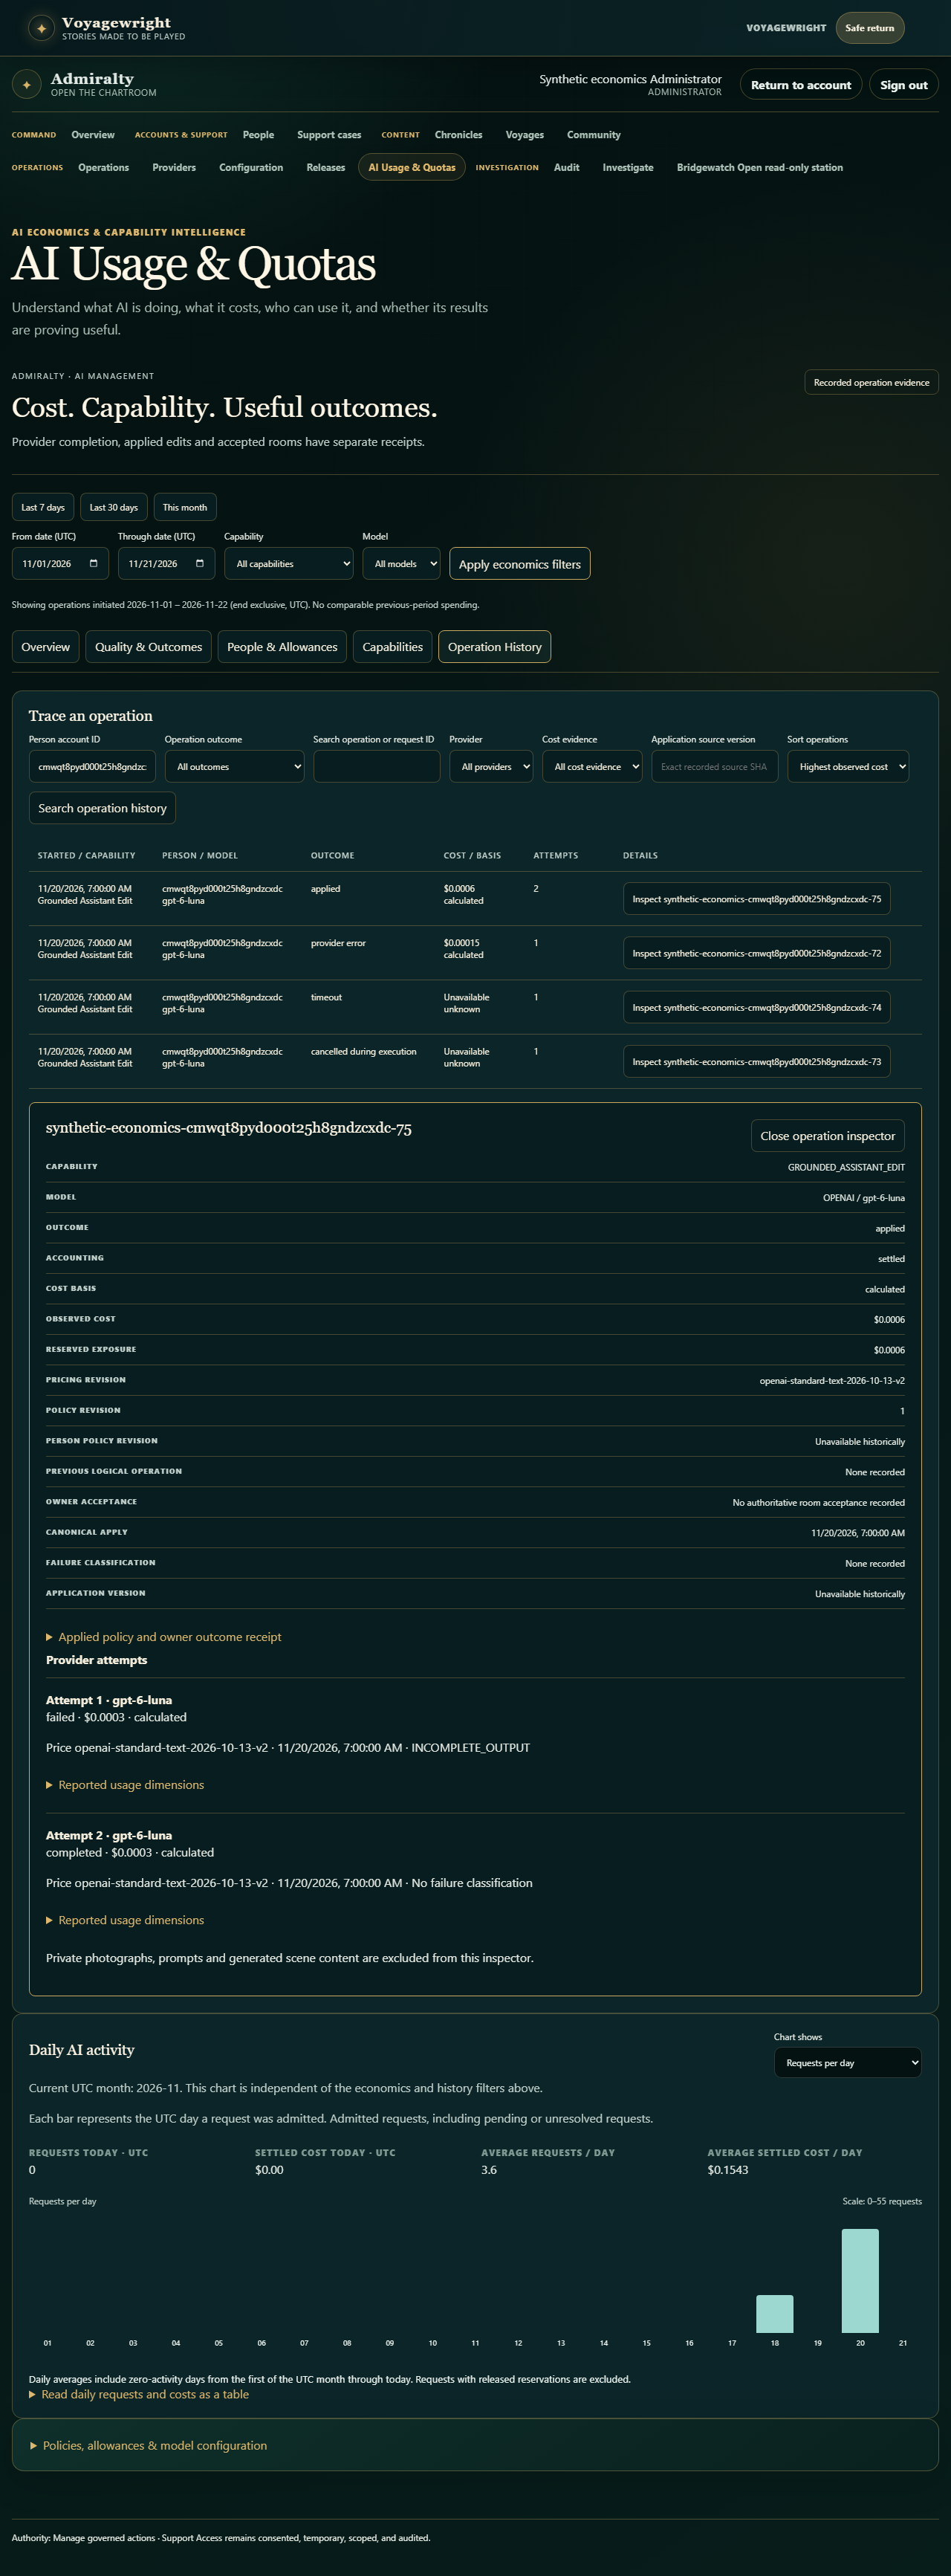 Voyagewright
STORIES MADE TO BE PLAYED
VOYAGEWRIGHT
Safe return
Admiralty
OPEN THE CHARTROOM
Synthetic economics Administrator
ADMINISTRATOR
Return to account
Sign out
COMMAND Overview ACCOUNTS & SUPPORT People Support cases CONTENT Chronicles Voyages Community
OPERATIONS Operations Providers Configuration Releases AI Usage & Quotas INVESTIGATION Audit Investigate Bridgewatch Open read-only station
AI ECONOMICS & CAPABILITY INTELLIGENCE
AI Usage & Quotas
Understand what AI is doing, what it costs, who can use it, and whether its results
are proving useful.
ADMIRALTY · AI MANAGEMENT
Recorded operation evidence
Cost. Capability. Useful outcomes.
Provider completion, applied edits and accepted rooms have separate receipts.
Last 7 days Last 30 days This month
From date (UTC) Through date (UTC) Capability Model
11/01/2026 11/21/2026 All capabilities All models Apply economics filters
Showing operations initiated 2026-11-01 – 2026-11-22 (end exclusive, UTC). No comparable previous-period spending.
Overview Quality & Outcomes People & Allowances Capabilities Operation History
Trace an operation
Person account ID Operation outcome Search operation or request ID Provider Cost evidence Application source version Sort operations
cmwqt8pyd000t25h8gndzc All outcomes All providers All cost evidence Exact recorded source SHA Highest observed cost
Search operation history
STARTED / CAPABILITY PERSON / MODEL OUTCOME COST / BASIS ATTEMPTS DETAILS
11/20/2026, 7:00:00 AM cmwqt8pyd000t25h8gndzcxdc applied $0.0006 2 Inspect synthetic-economics-cmwqt8pyd000t25h8gndzcxdc-75
Grounded Assistant Edit gpt-6-luna calculated
11/20/2026, 7:00:00 AM cmwqt8pyd000t25h8gndzcxdc provider error $0.00015 1 Inspect synthetic-economics-cmwqt8pyd000t25h8gndzcxdc-72
Grounded Assistant Edit gpt-6-luna calculated
11/20/2026, 7:00:00 AM cmwqt8pyd000t25h8gndzcxdc timeout Unavailable 1 Inspect synthetic-economics-cmwqt8pyd000t25h8gndzcxdc-74
Grounded Assistant Edit gpt-6-luna unknown
11/20/2026, 7:00:00 AM cmwqt8pyd000t25h8gndzcxdc cancelled during execution Unavailable 1 Inspect synthetic-economics-cmwqt8pyd000t25h8gndzcxdc-73
Grounded Assistant Edit gpt-6-luna unknown
synthetic-economics-cmwqt8pyd000t25h8gndzcxdc-75
Close operation inspector
CAPABILITY GROUNDED_ASSISTANT_EDIT
MODEL OPENAI / gpt-6-luna
OUTCOME applied
ACCOUNTING settled
COST BASIS calculated
OBSERVED COST $0.0006
RESERVED EXPOSURE $0.0006
PRICING REVISION openai-standard-text-2026-10-13-v2
POLICY REVISION 1
PERSON POLICY REVISION Unavailable historically
PREVIOUS LOGICAL OPERATION None recorded
OWNER ACCEPTANCE No authoritative room acceptance recorded
CANONICAL APPLY 11/20/2026, 7:00:00 AM
FAILURE CLASSIFICATION None recorded
APPLICATION VERSION Unavailable historically
Applied policy and owner outcome receipt
Provider attempts
Attempt 1 · gpt-6-luna
failed · $0.0003 · calculated
Price openai-standard-text-2026-10-13-v2 · 11/20/2026, 7:00:00 AM · INCOMPLETE_OUTPUT
Reported usage dimensions
Attempt 2 · gpt-6-luna
completed · $0.0003 · calculated
Price openai-standard-text-2026-10-13-v2 · 11/20/2026, 7:00:00 AM · No failure classification
Reported usage dimensions
Private photographs, prompts and generated scene content are excluded from this inspector.
Daily AI activity
Chart shows
Requests per day
Current UTC month: 2026-11. This chart is independent of the economics and history filters above.
Each bar represents the UTC day a request was admitted. Admitted requests, including pending or unresolved requests.
REQUESTS TODAY · UTC SETTLED COST TODAY · UTC AVERAGE REQUESTS / DAY AVERAGE SETTLED COST / DAY
0 $0.00 3.6 $0.1543
Requests per day Scale: 0–55 requests
01 02 03 04 05 06 07 08 09 10 11 12 13 14 15 16 17 18 19 20 21
Daily averages include zero-activity days from the first of the UTC month through today. Requests with released reservations are excluded.
Read daily requests and costs as a table
Policies, allowances & model configuration
Authority: Manage governed actions · Support Access remains consented, temporary, scoped, and audited.